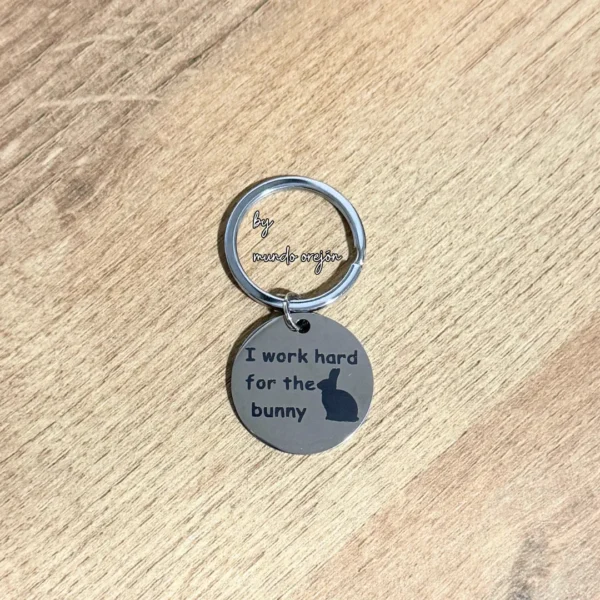 by
mundo orejón
I work hard
for the
bunny